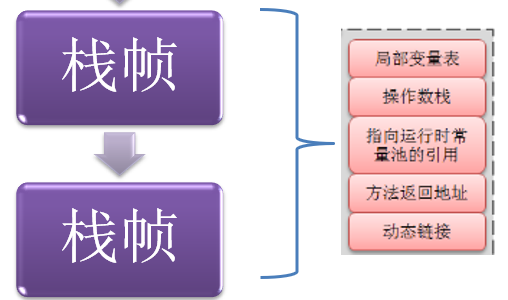 栈帧
栈帧
局部变量表
操作数栈
指向运行时常
量池的引用
方法返回地址
动态链接